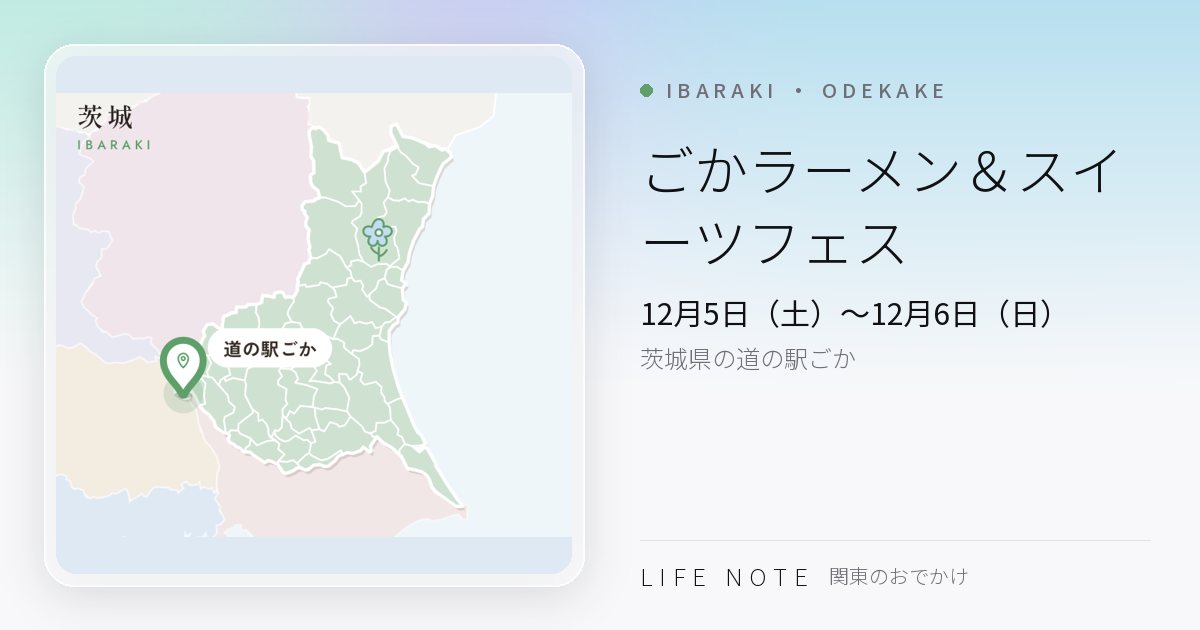 茨城
IBARAKI
道の駅ごか
IBARAKI • ODEKAKE
ごかラーメン＆スイ
ーツフェス
12月5日（土）〜12月6日（日）
茨城県の道の駅ごか
LIFE NOTE 関東のおでかけ